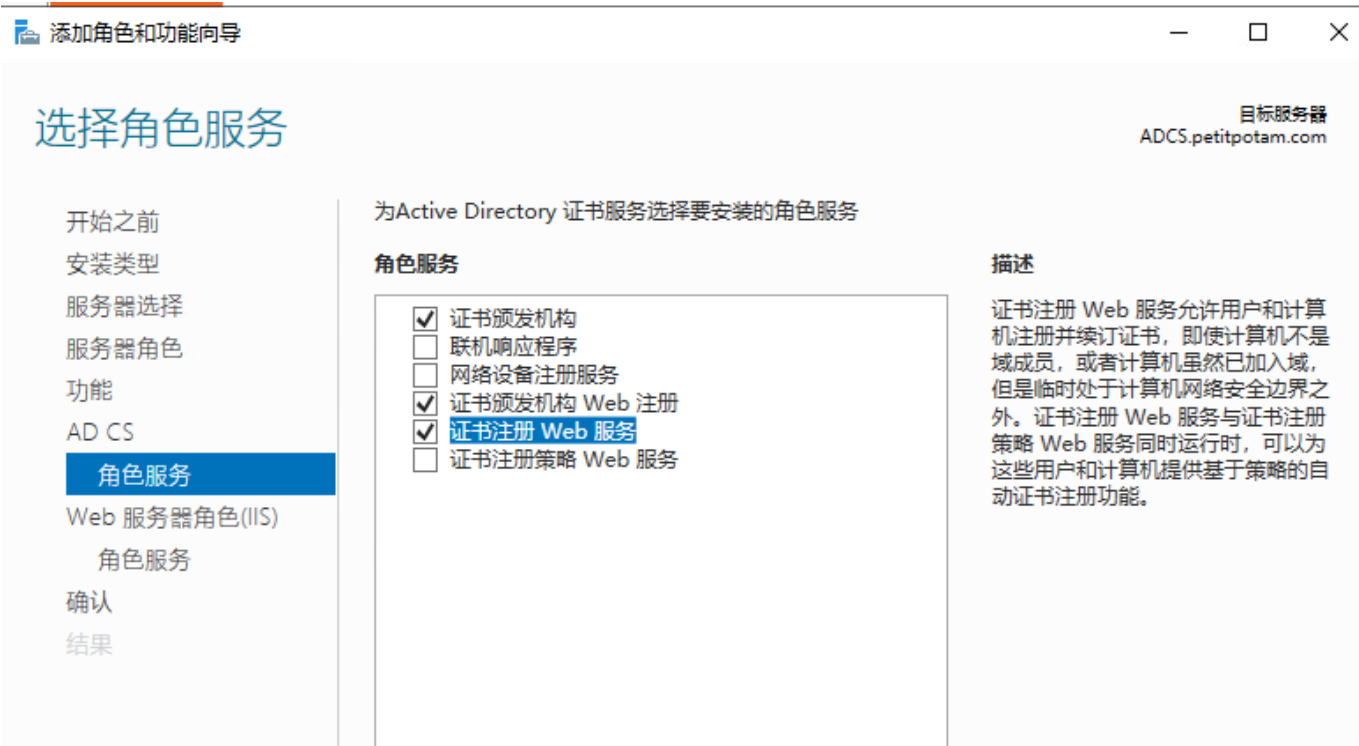 添加角色和功能向导
选择角色服务
目标服务器
ADCS.petitpotam.com
开始之前
安装类型
服务器选择
服务器角色
功能
AD CS
角色服务
Web 服务器角色(IIS)
角色服务
确认
结果
为Active Directory 证书服务选择要安装的角色服务
角色服务
证书颁发机构
联机响应程序
网络设备注册服务
证书颁发机构 Web 注册
证书注册 Web 服务
证书注册策略 Web 服务
描述
证书注册 Web 服务允许用户和计算
机注册并续订证书，即使计算机不是
域成员，或者计算机虽然已加入域，
但是临时处于计算机网络安全边界之
外。证书注册 Web 服务与证书注册
策略 Web 服务同时运行时，可以为
这些用户和计算机提供基于策略的自
动证书注册功能。